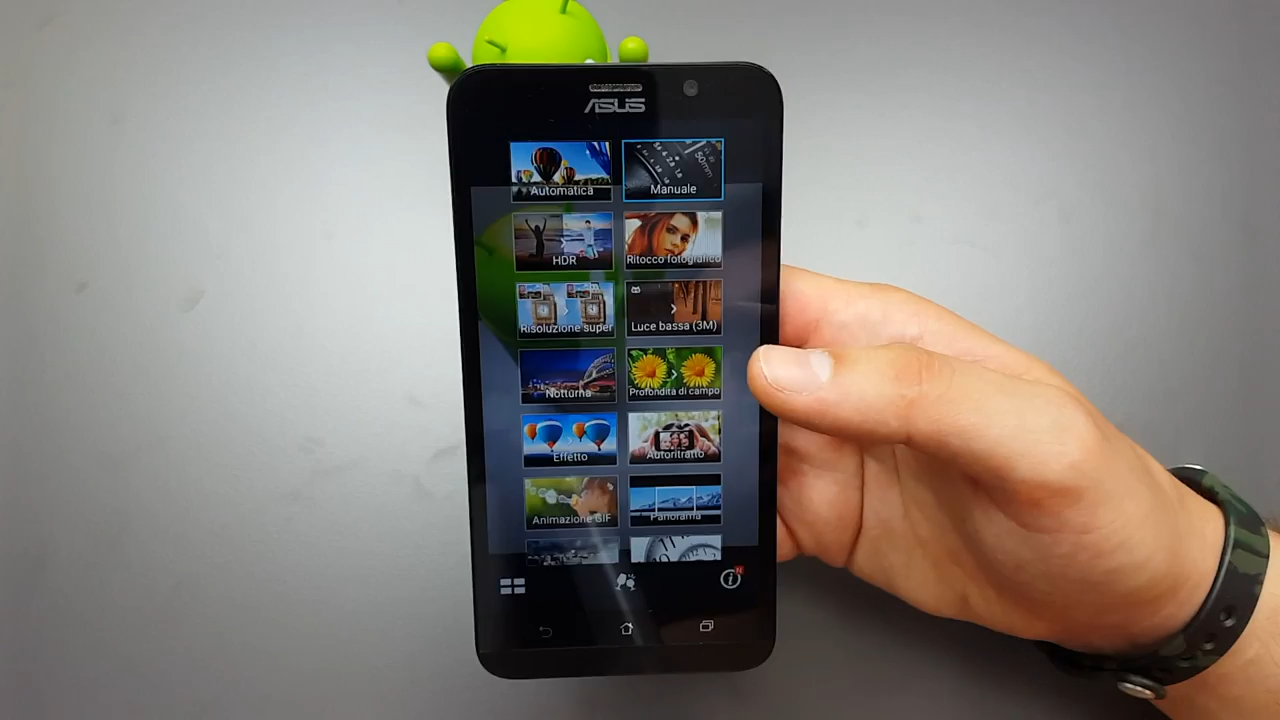 ASUS
Automatica
Manuale
HDR
Ritocco fotografico
Risoluzione super
Luce bassa (3M)
Notturna
Profondità di campo
Effetto
Autoritratto
Animazione GIF
Panorama
N